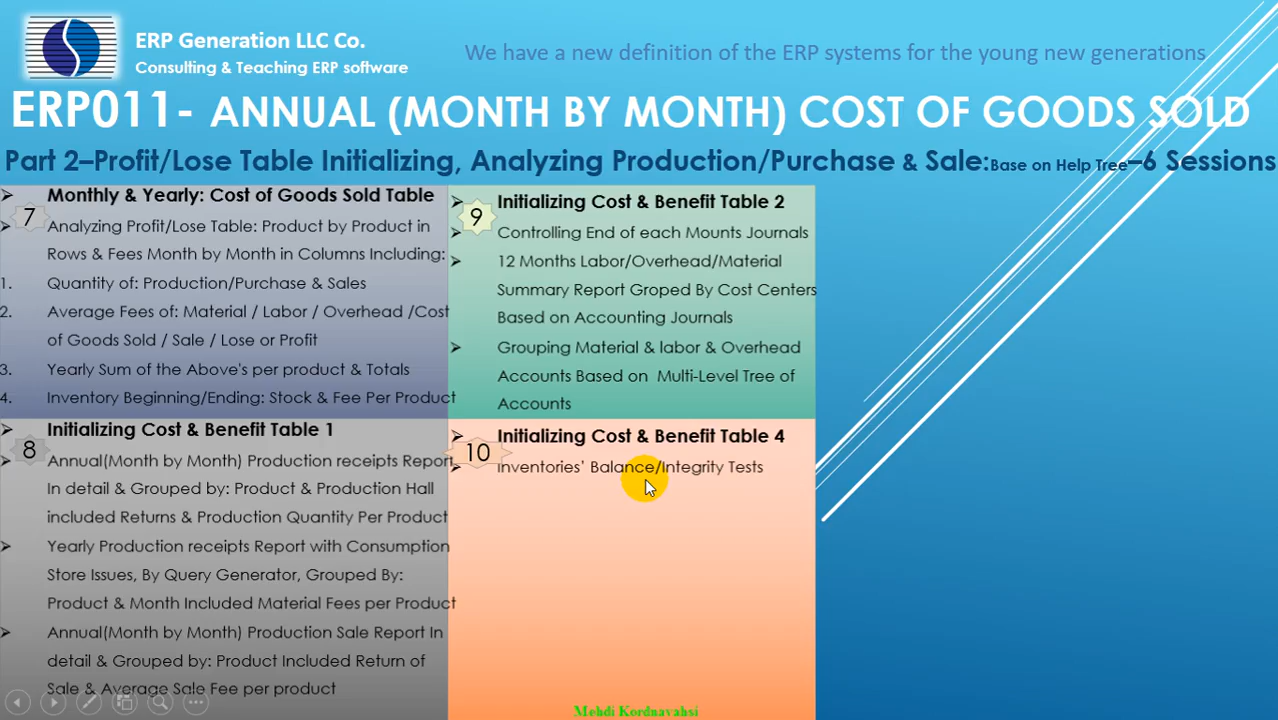 ERP Generation LLC Co.
Consulting & Teaching ERP software
We have a new definition of the ERP systems for the young new generations
ERP011- ANNUAL (MONTH BY MONTH) COST OF GOODS SOLD
Part 2–Profit/Lose Table Initializing, Analyzing Production/Purchase & Sale:Base on Help Tree–6 Sessions
7
Monthly & Yearly: Cost of Goods Sold Table
Analyzing Profit/Lose Table: Product by Product in
Rows & Fees Month by Month in Columns Including:
1. Quantity of: Production/Purchase & Sales
2. Average Fees of: Material / Labor / Overhead /Cost
of Goods Sold / Sale / Lose or Profit
3. Yearly Sum of the Above's per product & Totals
4. Inventory Beginning/Ending: Stock & Fee Per Product
8
Initializing Cost & Benefit Table 1
Annual(Month by Month) Production receipts Report
In detail & Grouped by: Product & Production Hall
included Returns & Production Quantity Per Product
Yearly Production receipts Report with Consumption
Store Issues, By Query Generator, Grouped By:
Product & Month Included Material Fees per Product
Annual(Month by Month) Production Sale Report In
detail & Grouped by: Product Included Return of
Sale & Average Sale Fee per product
9
Initializing Cost & Benefit Table 2
Controlling End of each Mounts Journals
12 Months Labor/Overhead/Material
Summary Report Groped By Cost Centers
Based on Accounting Journals
Grouping Material & labor & Overhead
Accounts Based on Multi-Level Tree of
Accounts
10
Initializing Cost & Benefit Table 4
Inventories' Balance/Integrity Tests
Mehdi Kordnavahsi